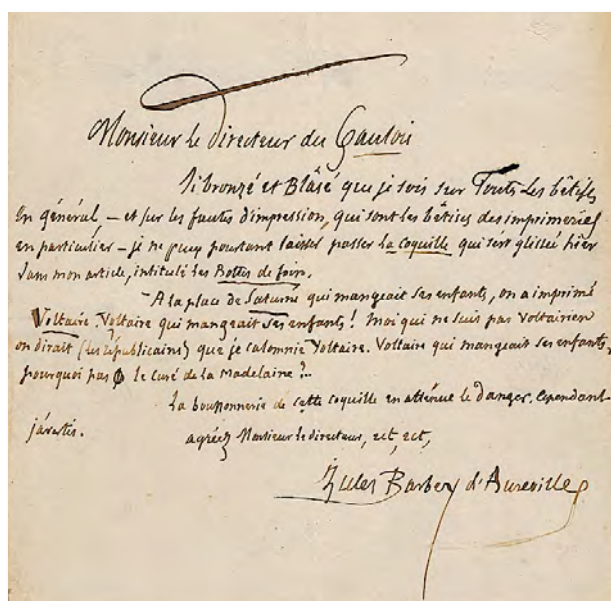 Monsieur le directeur du Gaulois
Si bronzé et Blâsé que je sois sur Touts les bêtises
En général, — et sur les fautes d'impression, qui sont les bêtises des imprimeries
en particulier — je ne peux pourtant laisser passer la coquille qui s'est glissée hier
dans mon article, intitulé les Bottes de foin.
A la place de Saturne qui mangeait ses enfants, on a imprimé
Voltaire. Voltaire qui mangeait ses enfants! moi qui ne suis pas Voltairien
on dirait (les républicains) que je calomnie Voltaire. Voltaire qui mangeait ses enfants,
pourquoi pas le Curé de la Madelaine?..
La bouffonnerie de cette coquille en atténue le danger. Cependant
j'avertis. agréez Monsieur le directeur, ect, ect,
Jules Barbey d'Aurevilly